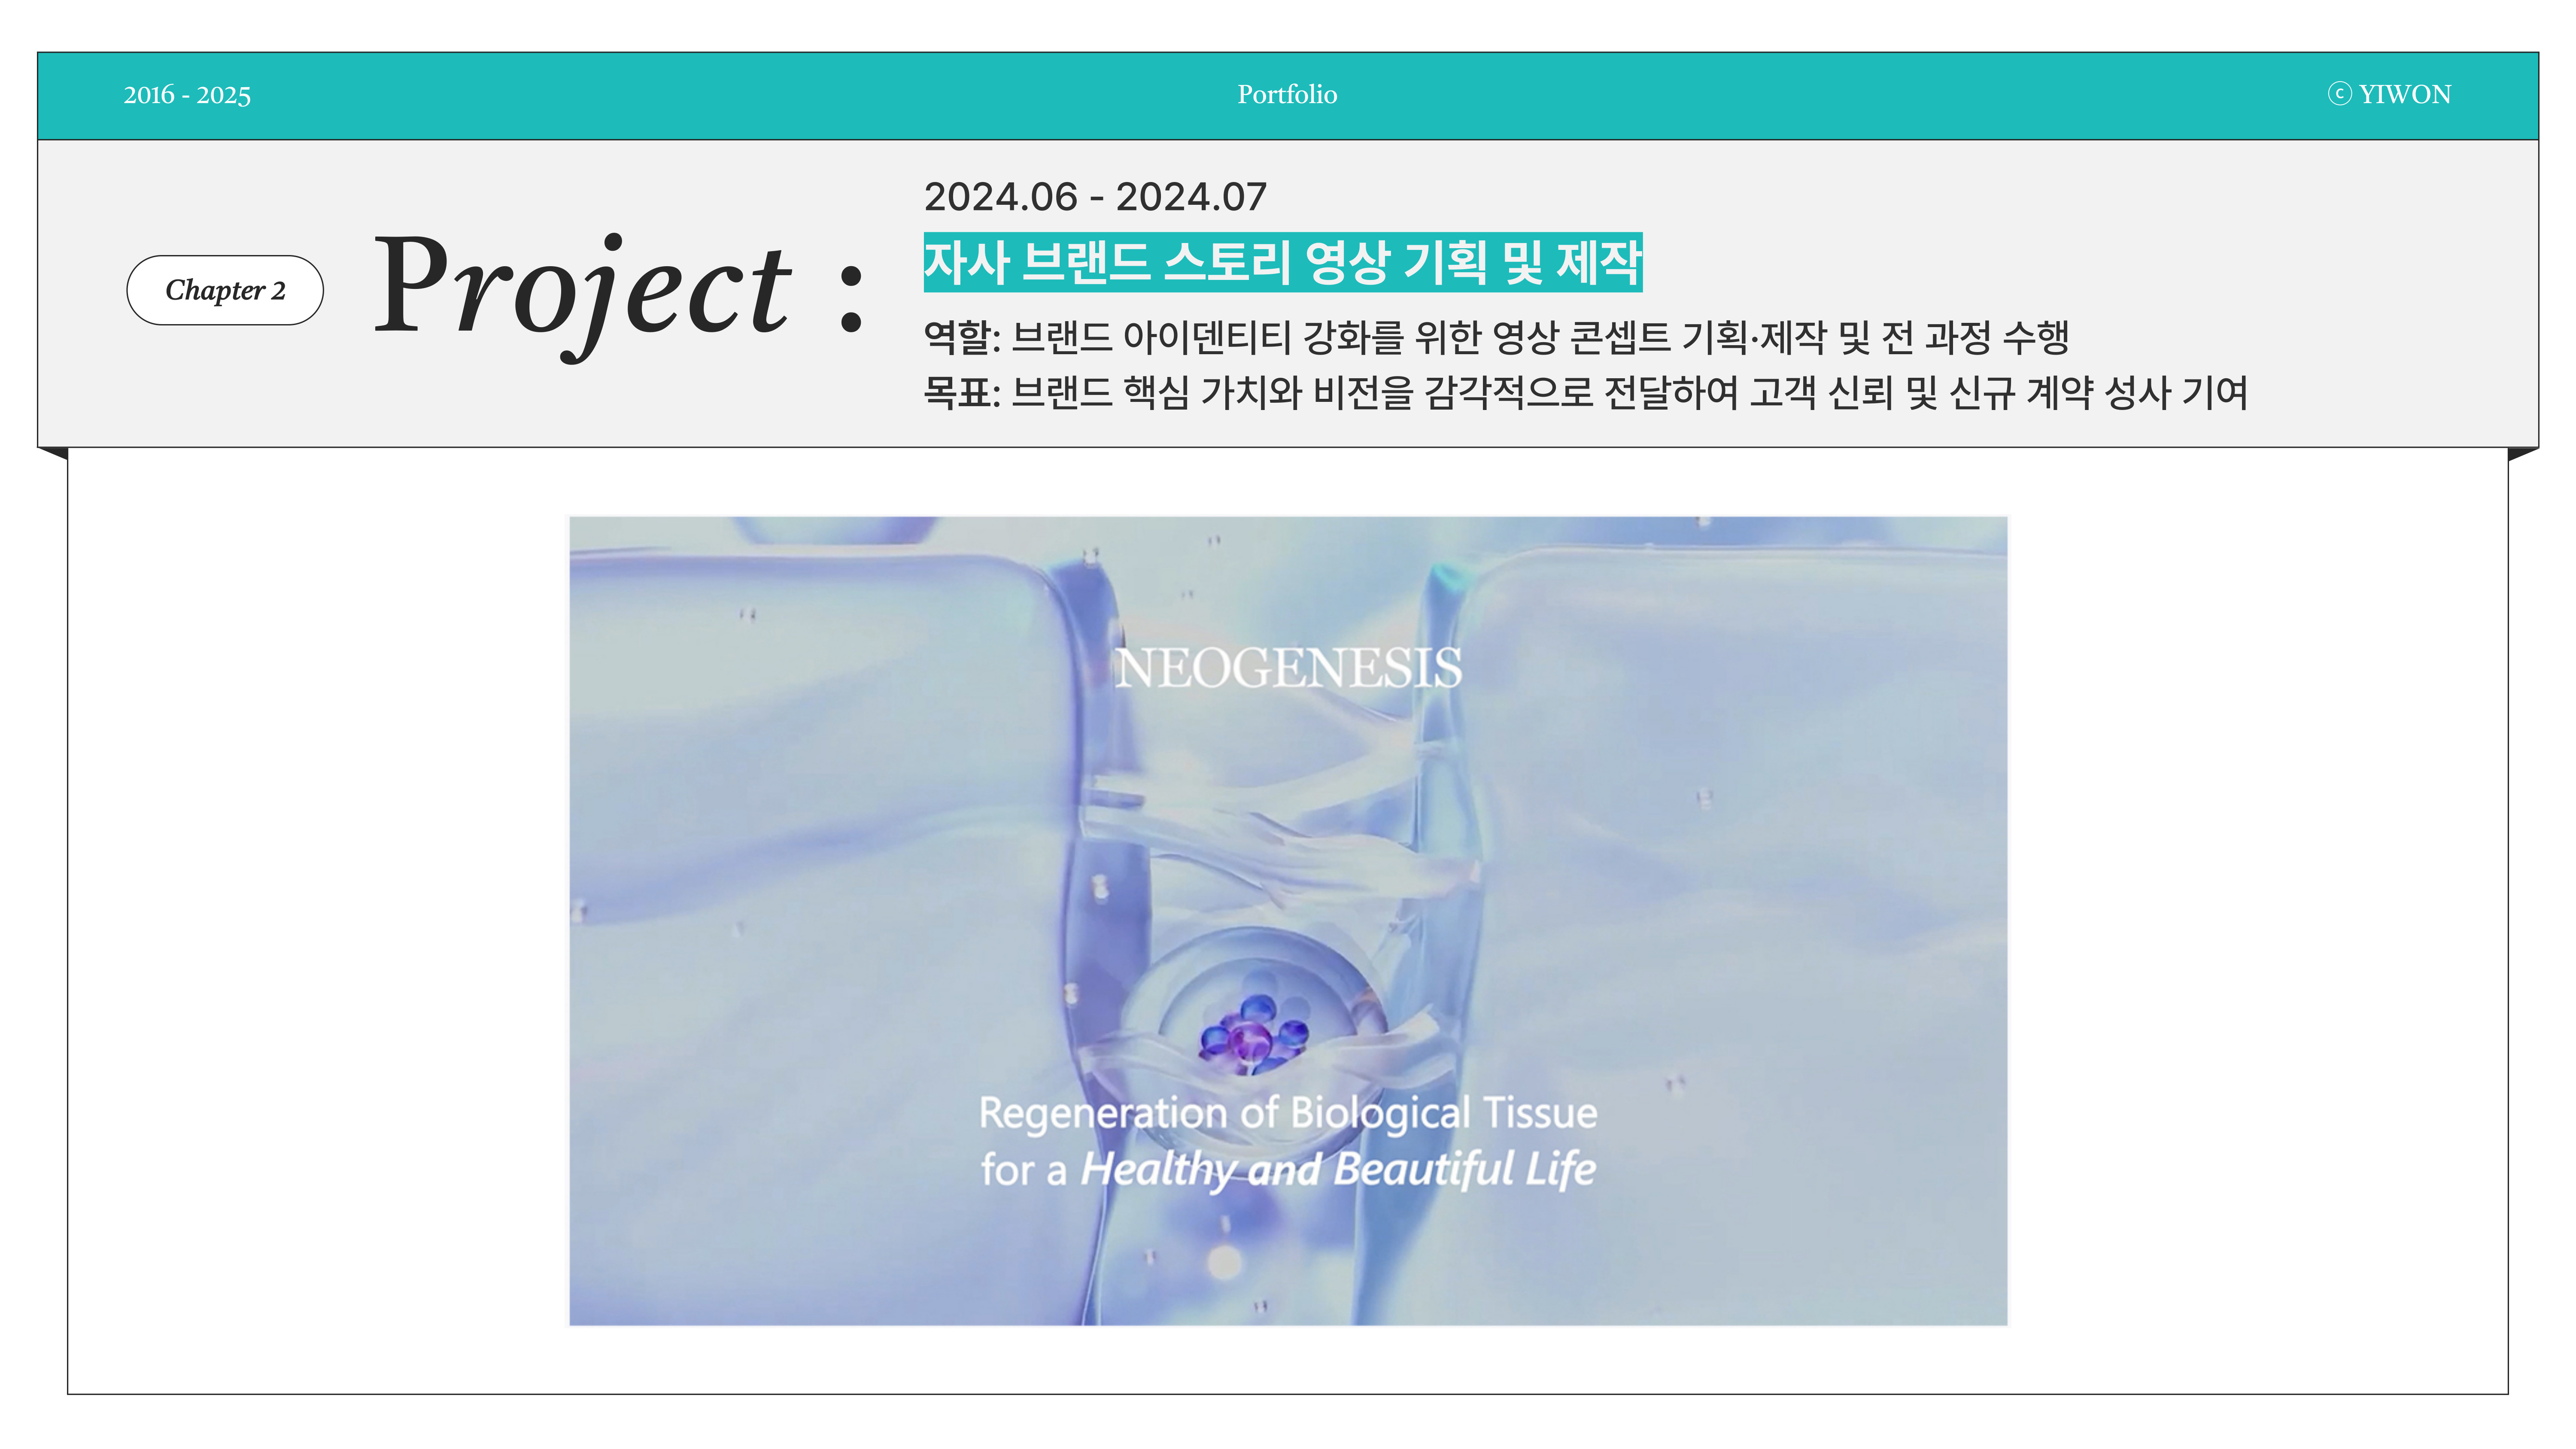 2016 - 2025
Portfolio
ⓒ YIWON
Chapter 2
Project :
2024.06 - 2024.07
자사 브랜드 스토리 영상 기획 및 제작
역할: 브랜드 아이덴티티 강화를 위한 영상 콘셉트 기획·제작 및 전 과정 수행
목표: 브랜드 핵심 가치와 비전을 감각적으로 전달하여 고객 신뢰 및 신규 계약 성사 기여
NEOGENESIS
Regeneration of Biological Tissue
for a Healthy and Beautiful Life